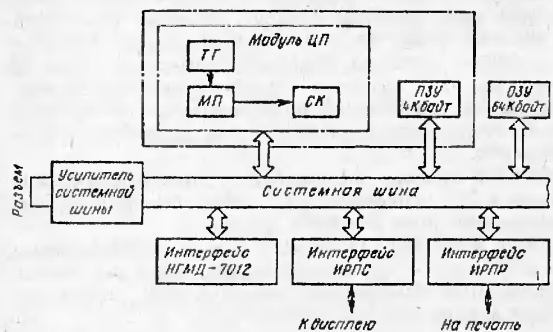 Модуль ЦП
ТГ
МП
СК
ПЗУ
4Кбайт
ОЗУ
64Кбайт
Разъем
Усилитель
системной
шины
Системная шина
Интерфейс
НГМД-7012
Интерфейс
ИРПС
Интерфейс
ИРПР
К дисплею
На печать